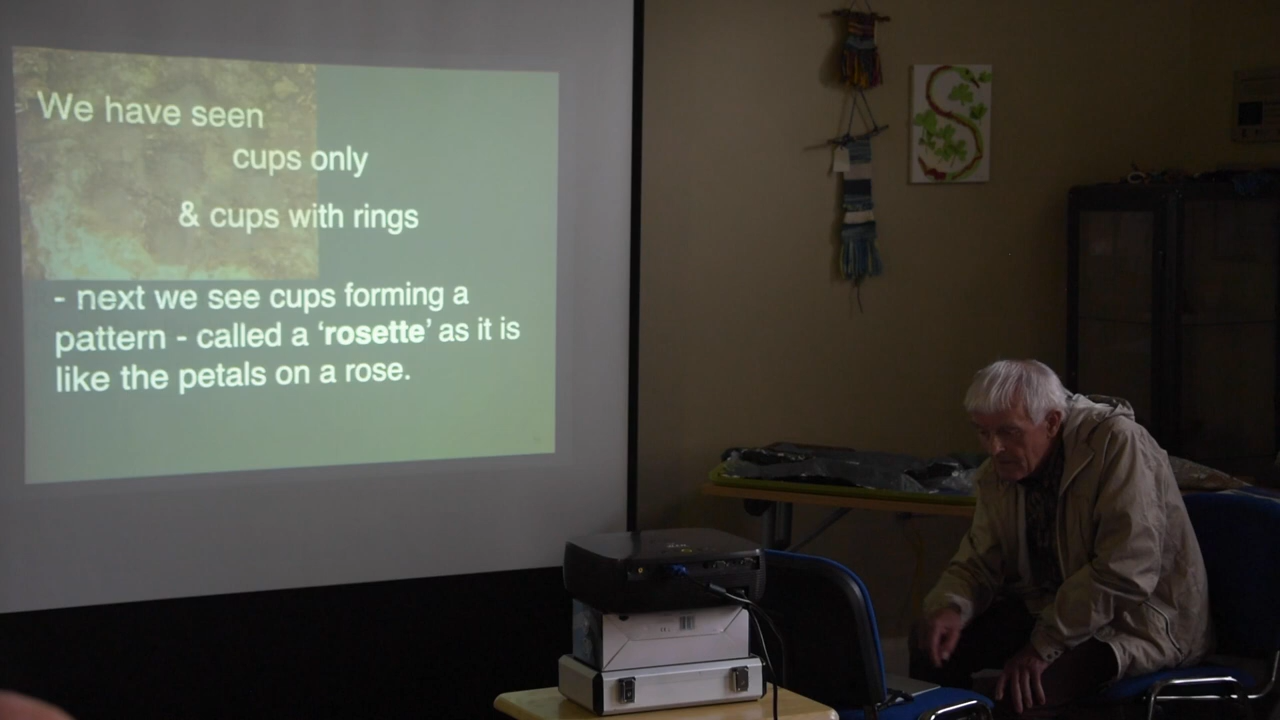 We have seen
cups only
& cups with rings
- next we see cups forming a
pattern - called a ‘rosette’ as it is
like the petals on a rose.